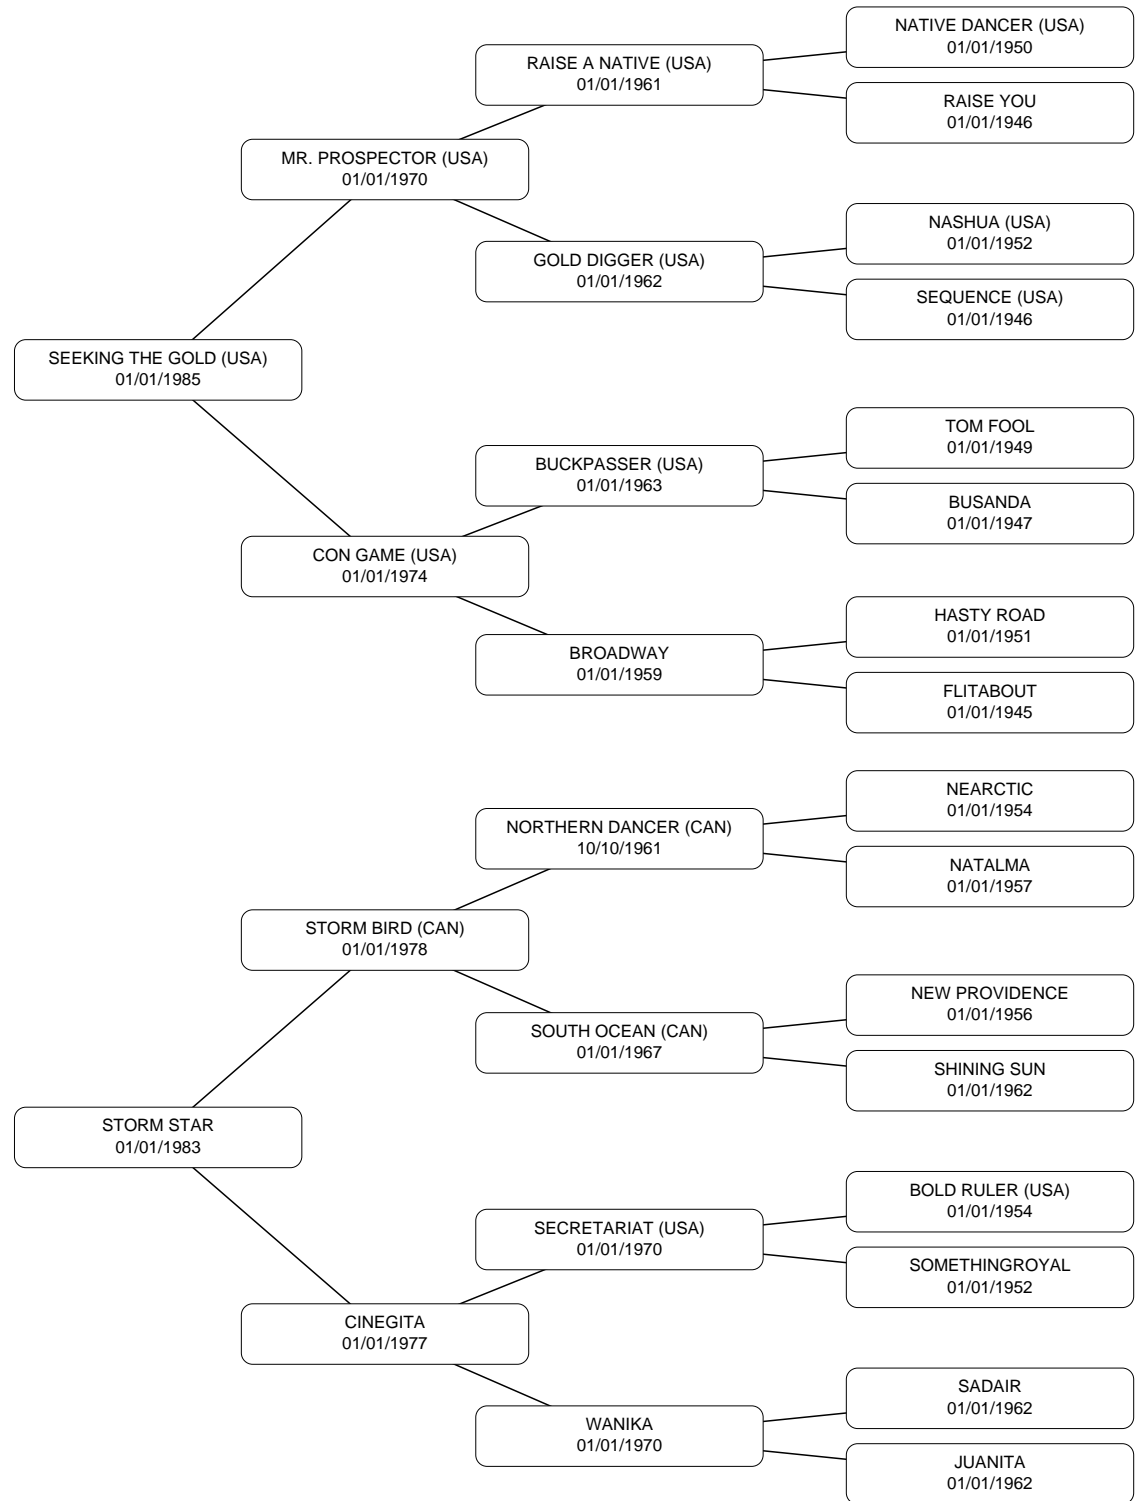 NATIVE DANCER (USA)
01/01/1950
RAISE A NATIVE (USA)
01/01/1961
RAISE YOU
01/01/1946
MR. PROSPECTOR (USA)
01/01/1970
NASHUA (USA)
01/01/1952
GOLD DIGGER (USA)
01/01/1962
SEQUENCE (USA)
01/01/1946
SEEKING THE GOLD (USA)
01/01/1985
TOM FOOL
01/01/1949
BUCKPASSER (USA)
01/01/1963
BUSANDA
01/01/1947
CON GAME (USA)
01/01/1974
HASTY ROAD
01/01/1951
BROADWAY
01/01/1959
FLITABOUT
01/01/1945
NEARCTIC
01/01/1954
NORTHERN DANCER (CAN)
10/10/1961
NATALMA
01/01/1957
STORM BIRD (CAN)
01/01/1978
NEW PROVIDENCE
01/01/1956
SOUTH OCEAN (CAN)
01/01/1967
SHINING SUN
01/01/1962
STORM STAR
01/01/1983
BOLD RULER (USA)
01/01/1954
SECRETARIAT (USA)
01/01/1970
SOMETHINGROYAL
01/01/1952
CINEGITA
01/01/1977
SADAIR
01/01/1962
WANIKA
01/01/1970
JUANITA
01/01/1962